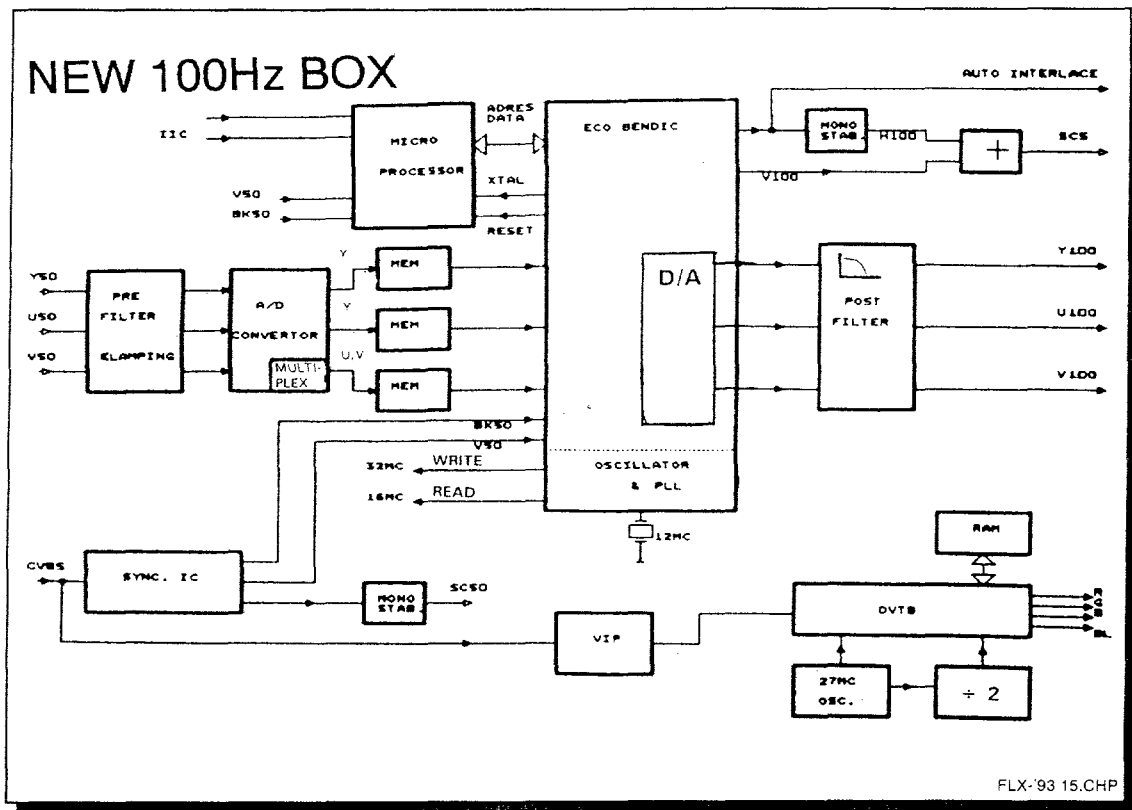 NEW 100Hz BOX
AUTO INTERLACE
IIC
ADRES
DATA
MICRO
PROCESSOR
ECO BENDIC
MONO
STAB.
H100
+
SCS
V100
V50
BK50
XTAL
RESET
Y50
U50
V50
PRE
FILTER
CLAMPING
A/D
CONVERTOR
MULTI-
PLEX
Y
MEM
Y
MEM
U,V
MEM
D/A
POST
FILTER
Y100
U100
V100
BK50
V50
32MC
WRITE
16MC
READ
OSCILLATOR
& PLL
12MC
CVBS
SYNC. IC
MONO
STAB.
SC50
VIP
RAM
DVTB
R
G
B
BL
27MC
OSC.
÷ 2
FLX-'93 15.CHP